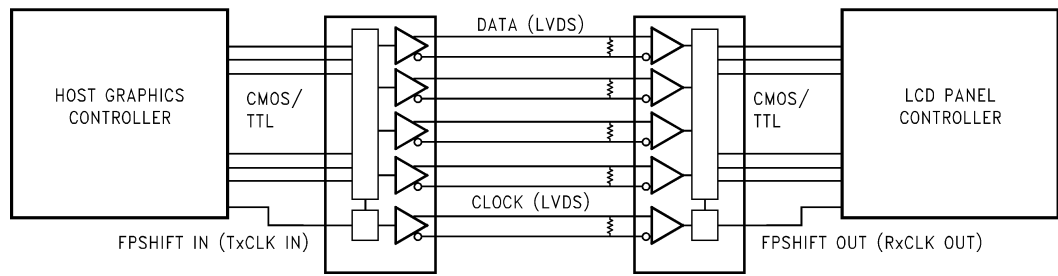 DATA (LVDS)
HOST GRAPHICS
CONTROLLER
CMOS/
TTL
CMOS/
TTL
LCD PANEL
CONTROLLER
CLOCK (LVDS)
FPSHIFT IN (TxCLK IN)
FPSHIFT OUT (RxCLK OUT)